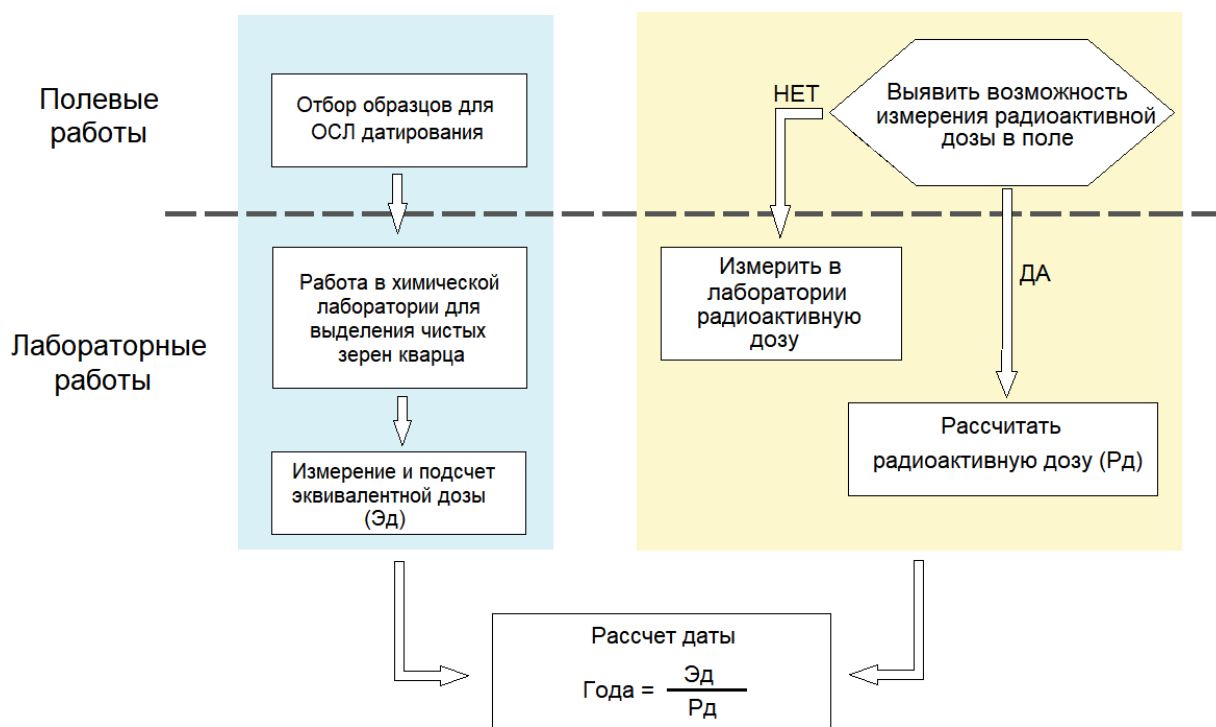 Полевые
работы
Отбор образцов для
ОСЛ датирования
НЕТ
Выявить возможность
измерения радиоактивной
дозы в поле
Лабораторные
работы
Работа в химической
лаборатории для
выделения чистых
зерен кварца
Измерить в
лаборатории
радиоактивную
дозу
ДА
Измерение и подсчет
эквивалентной дозы
(Эд)
Рассчитать
радиоактивную дозу (Рд)
Рассчет даты
Года = Эд
Рд